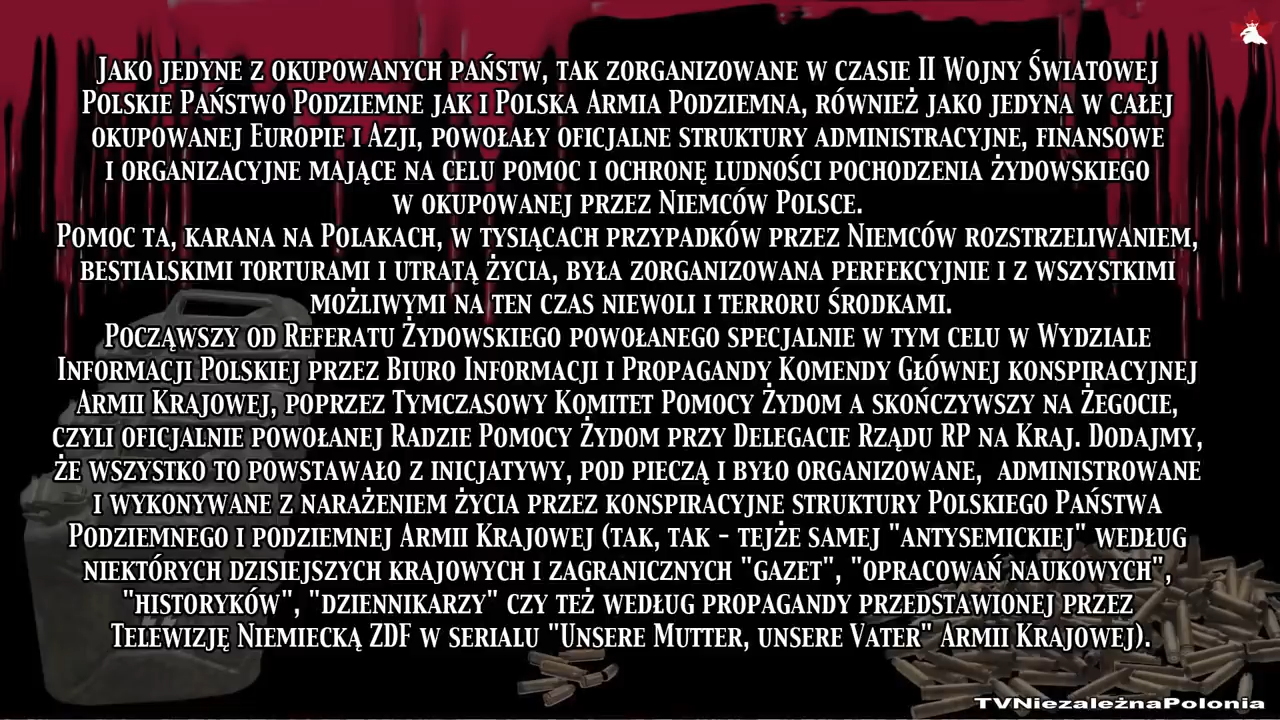 Jako jedyne z okupowanych państw, tak zorganizowane w czasie II Wojny Światowej
Polskie Państwo Podziemne jak i Polska Armia Podziemna, również jako jedyna w całej
okupowanej Europie i Azji, powołały oficjalne struktury administracyjne, finansowe
i organizacyjne mające na celu pomoc i ochronę ludności pochodzenia żydowskiego
w okupowanej przez Niemców Polsce.
Pomoc ta, karana na Polakach, w tysiącach przypadków przez Niemców rozstrzeliwaniem,
bestialskimi torturami i utratą życia, była zorganizowana perfekcyjnie i z wszystkimi
możliwymi na ten czas niewoli i terroru środkami.
Począwszy od Referatu Żydowskiego powołanego specjalnie w tym celu w Wydziale
Informacji Polskiej przez Biuro Informacji i Propagandy Komendy Głównej konspiracyjnej
Armii Krajowej, poprzez Tymczasowy Komitet Pomocy Żydom a skończywszy na Żegocie,
czyli oficjalnie powołanej Radzie Pomocy Żydom przy Delegacie Rządu RP na Kraj. Dodajmy,
że wszystko to powstawało z inicjatywy, pod pieczą i było organizowane, administrowane
i wykonywane z narażeniem życia przez konspiracyjne struktury Polskiego Państwa
Podziemnego i podziemnej Armii Krajowej (tak, tak - tejże samej "antysemickiej" według
niektórych dzisiejszych krajowych i zagranicznych "gazet", "opracowań naukowych",
"historyków", "dziennikarzy" czy też według propagandy przedstawionej przez
Telewizję Niemiecką ZDF w serialu "Unsere Mutter, unsere Vater" Armii Krajowej).
TVNiezależnaPolonia